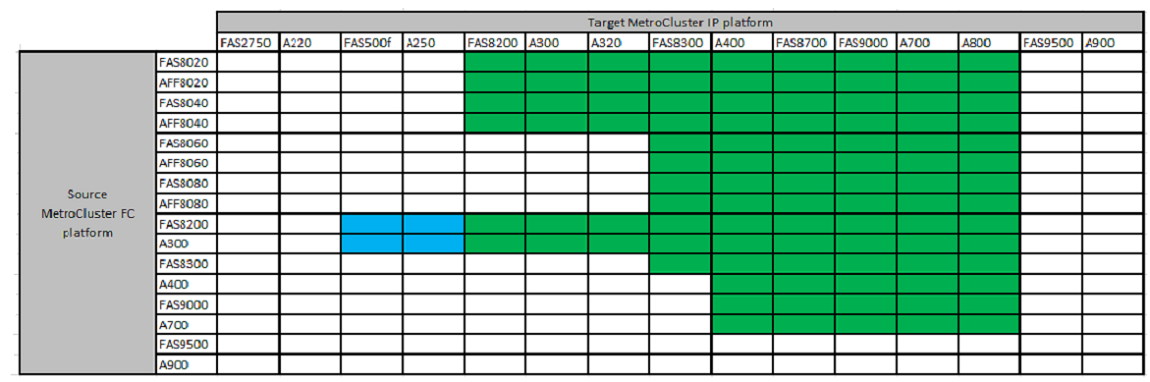 Target MetroCluster IP platform
FAS2750 A220 FAS500f A250 FAS8200 A300 A320 FAS8300 A400 FAS8700 FAS9000 A700 A800 FAS9500 A900
Source
MetroCluster FC
platform
FAS8020
AFF8020
FAS8040
AFF8040
FAS8060
AFF8060
FAS8080
AFF8080
FAS8200
A300
FAS8300
A400
FAS9000
A700
FAS9500
A900